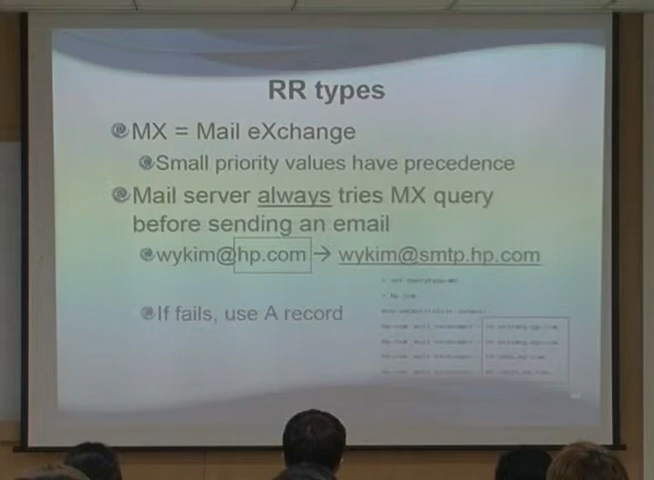 RR types
MX = Mail eXchange
Small priority values have precedence
Mail server always tries MX query
before sending an email
wykim@hp.com → wykim@smtp.hp.com
If fails, use A record